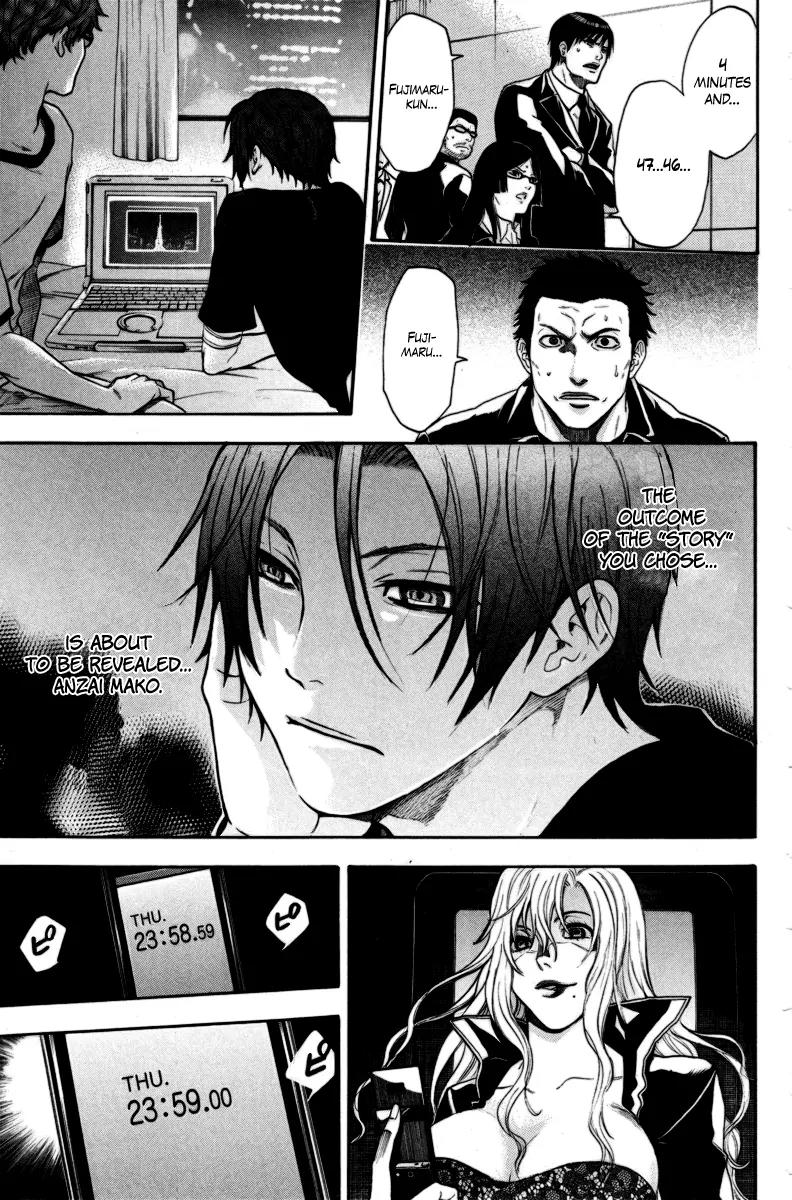 4
MINUTES
AND...
47...46...
FUJIMARU-
KUN...
FUJI-
MARU...
THE
OUTCOME
OF THE "STORY"
YOU CHOSE...
IS ABOUT
TO BE REVEALED...
ANZAI MAKO.
ピ
THU.
23:58.59
ピ
ピ
THU.
23:59.00